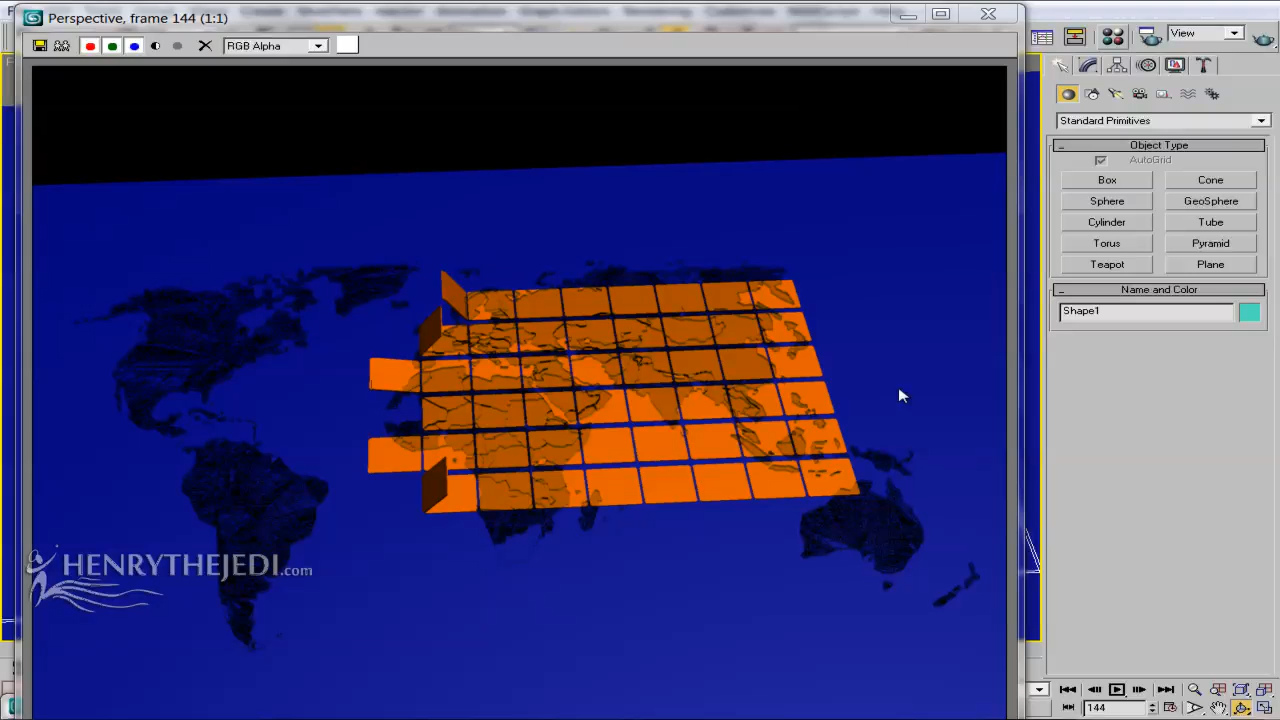 Perspective, frame 144 (1:1)
RGB Alpha
View
Standard Primitives
Object Type
AutoGrid
Box
Cone
Sphere
GeoSphere
Cylinder
Tube
Torus
Pyramid
Teapot
Plane
Name and Color
Shape1
HENRYTHEJEDI.com
144